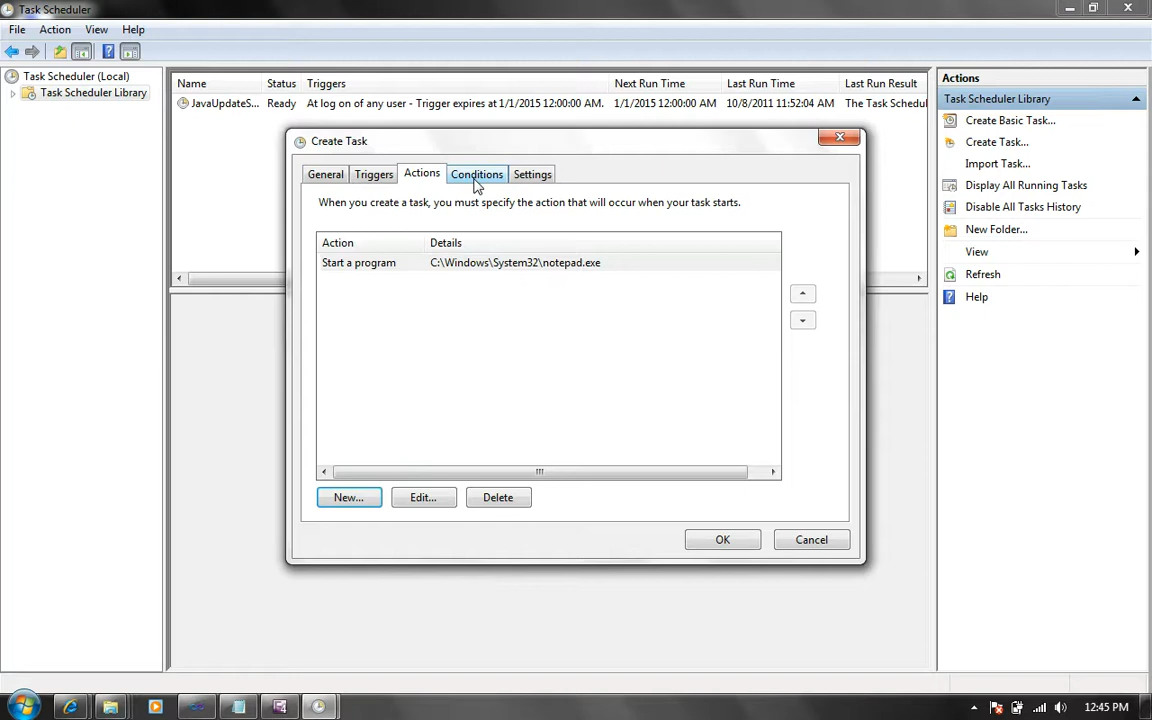 Task Scheduler
File Action View Help
Task Scheduler (Local)
Task Scheduler Library
Name Status Triggers Next Run Time Last Run Time Last Run Result
JavaUpdateS... Ready At log on of any user - Trigger expires at 1/1/2015 12:00:00 AM. 1/1/2015 12:00:00 AM 10/8/2011 11:52:04 AM The Task Schedul
Create Task
General Triggers Actions Conditions Settings
When you create a task, you must specify the action that will occur when your task starts.
Action Details
Start a program C:\Windows\System32\notepad.exe
New... Edit... Delete
OK Cancel
Actions
Task Scheduler Library
Create Basic Task...
Create Task...
Import Task...
Display All Running Tasks
Disable All Tasks History
New Folder...
View
Refresh
Help
12:45 PM